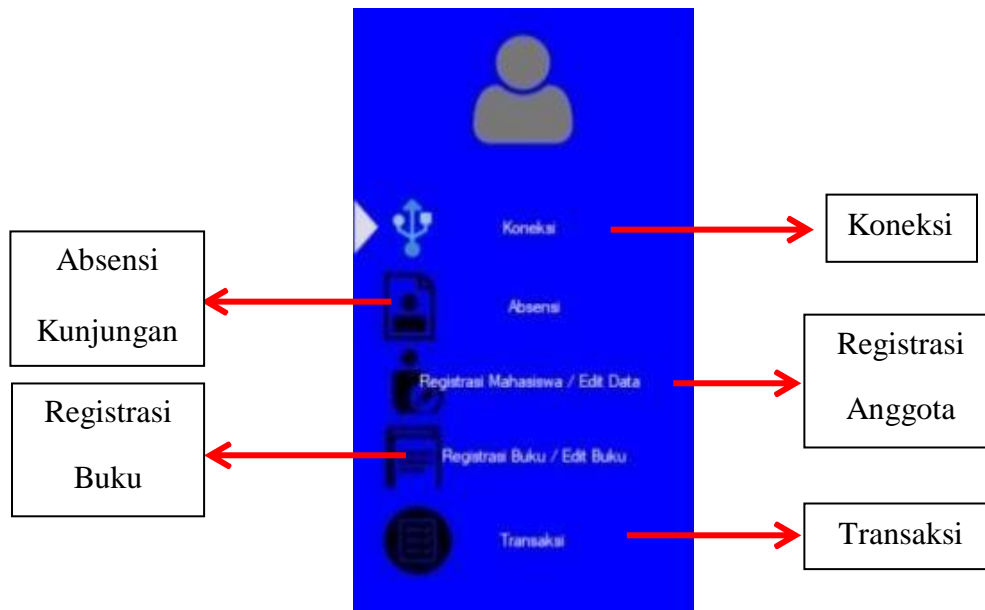 Koneksi
Koneksi
Absensi
Kunjungan
Absensi
Registrasi Mahasiswa / Edit Data
Registrasi
Anggota
Registrasi
Buku
Registrasi Buku / Edit Buku
Transaksi
Transaksi